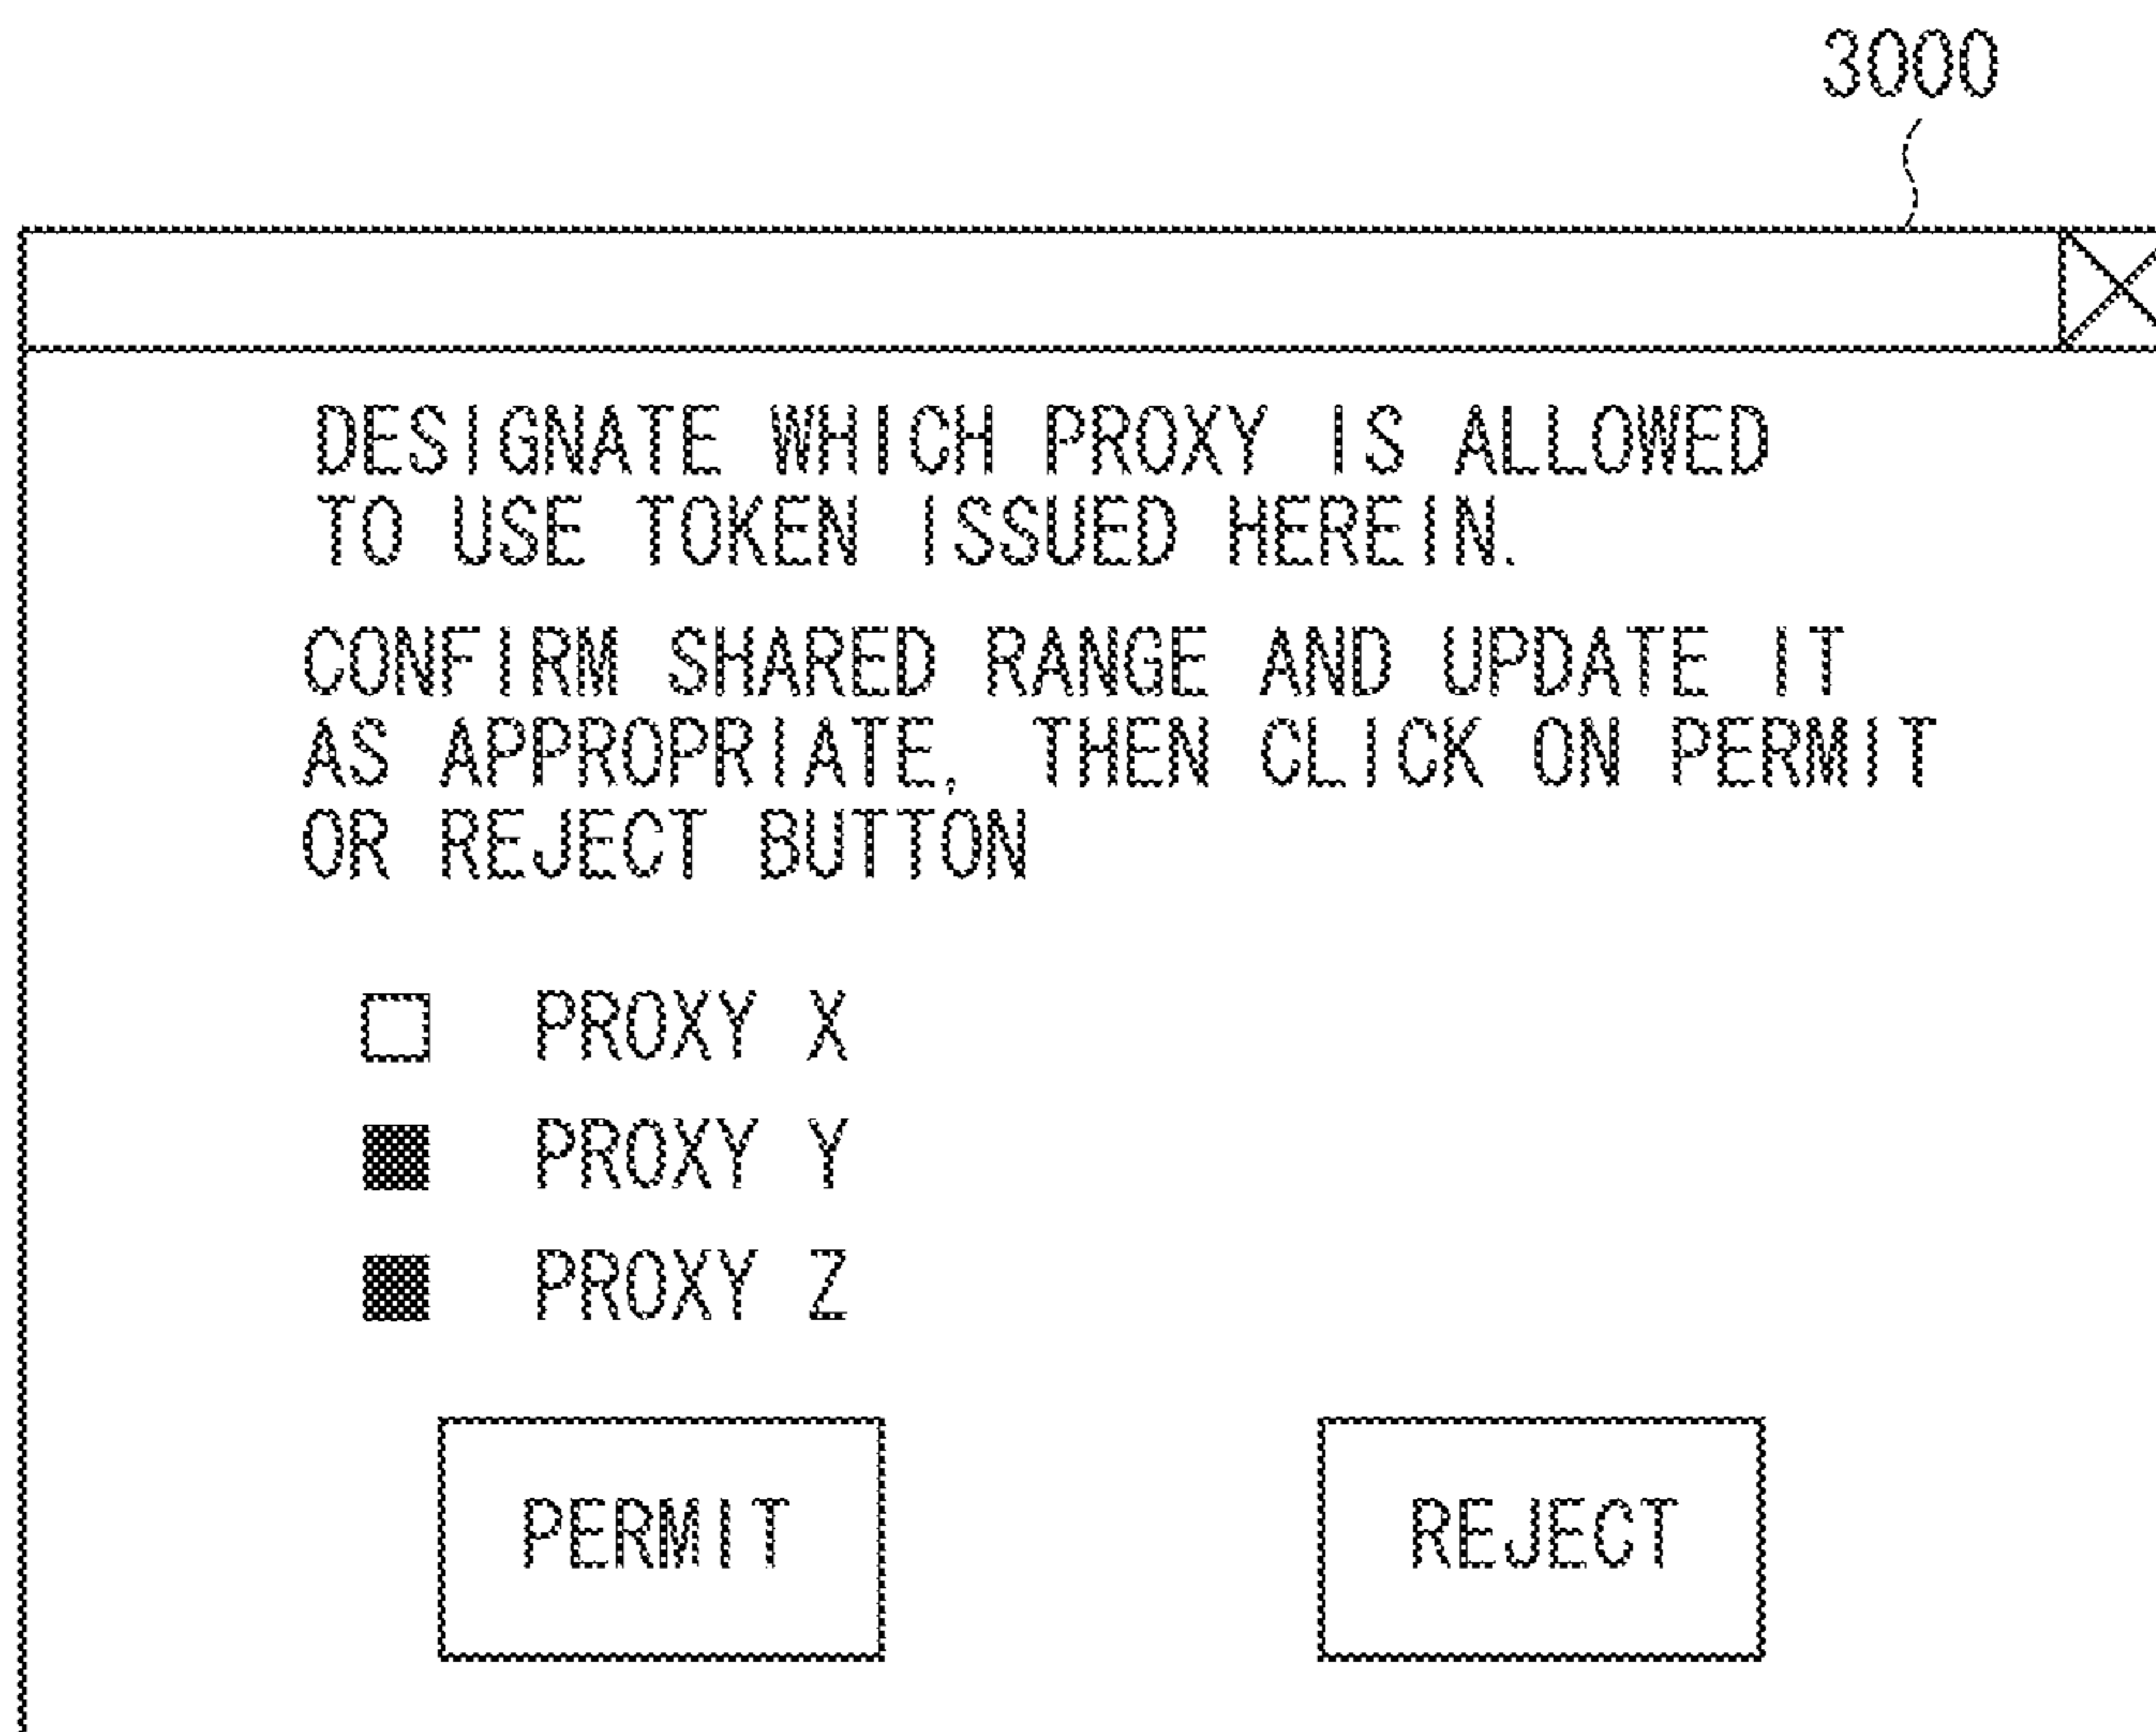 3000
DESIGNATE WHICH PROXY IS ALLOWED
TO USE TOKEN ISSUED HEREIN.
CONFIRM SHARED RANGE AND UPDATE IT
AS APPROPRIATE, THEN CLICK ON PERMIT
OR REJECT BUTTON
PROXY X
PROXY Y
PROXY Z
PERMIT REJECT